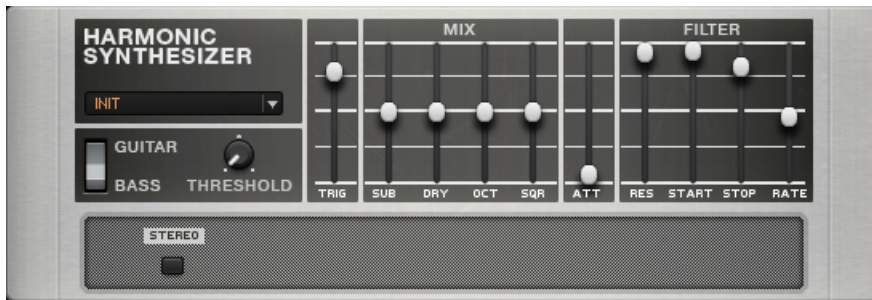 HARMONIC
SYNTHESIZER
INIT
GUITAR
BASS THRESHOLD
TRIG
MIX
SUB DRY OCT SQR
ATT
FILTER
RES START STOP RATE
STEREO